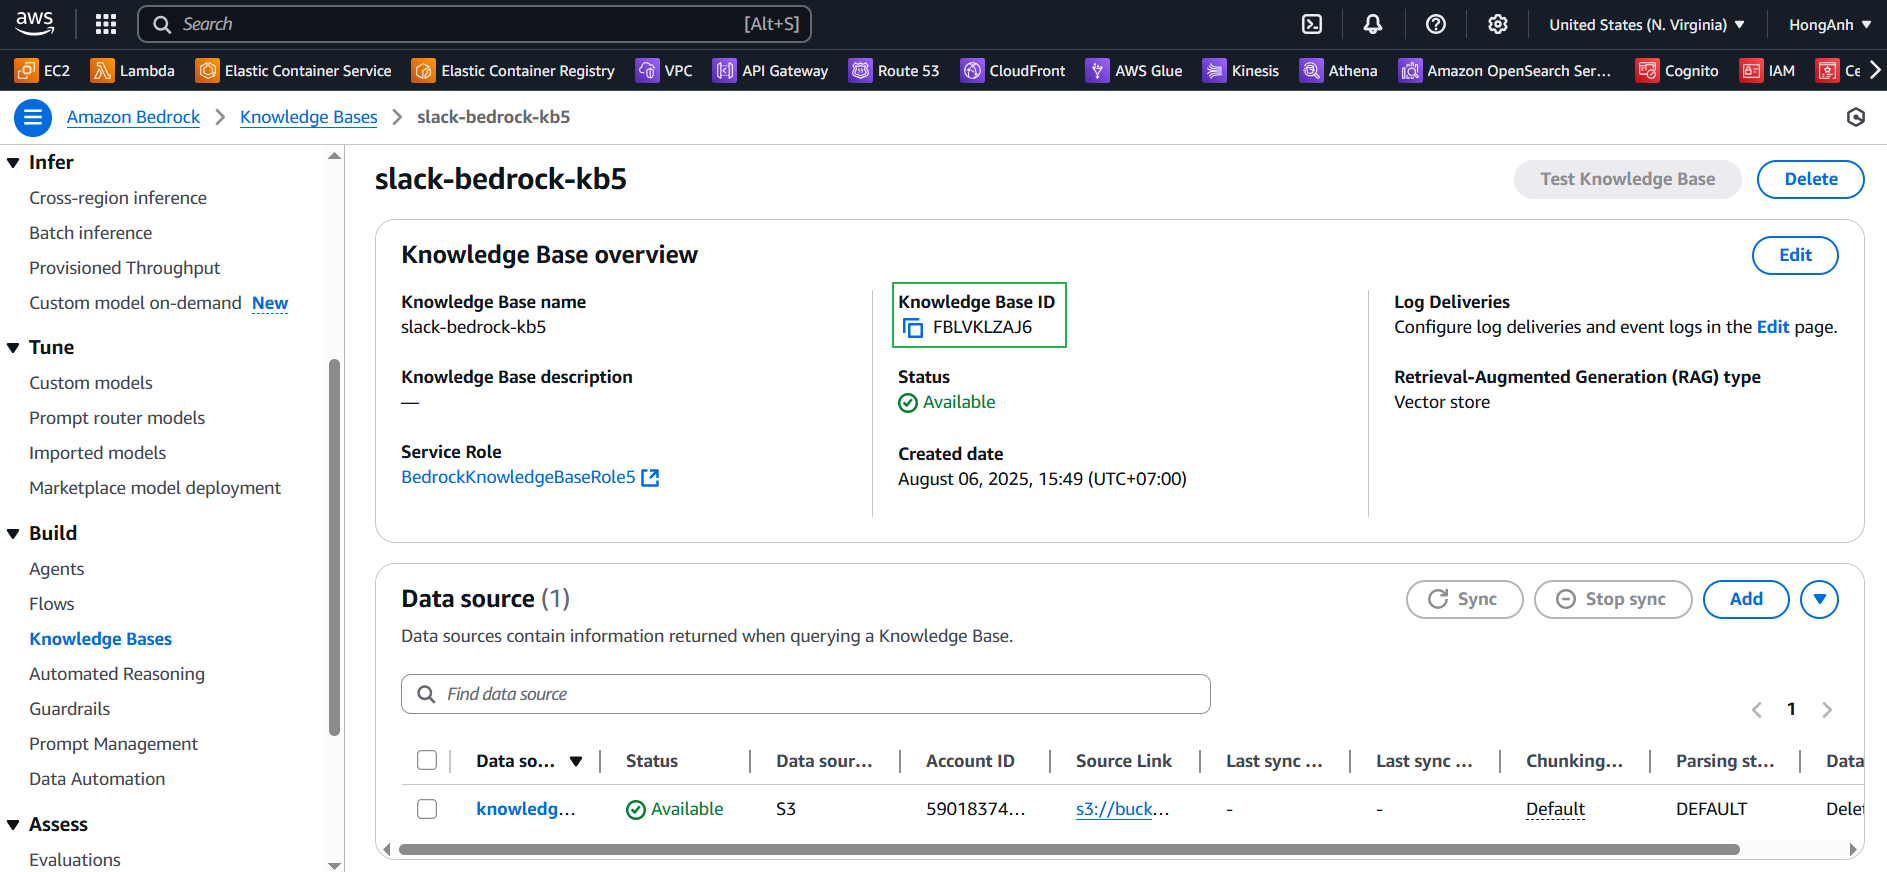 aws
Search [Alt+S]
United States (N. Virginia)
HongAnh
EC2
Lambda
Elastic Container Service
Elastic Container Registry
VPC
API Gateway
Route 53
CloudFront
AWS Glue
Kinesis
Athena
Amazon OpenSearch Ser...
Cognito
IAM
Ce
Amazon Bedrock
Knowledge Bases
slack-bedrock-kb5
Infer
Cross-region inference
Batch inference
Provisioned Throughput
Custom model on-demand New
Tune
Custom models
Prompt router models
Imported models
Marketplace model deployment
Build
Agents
Flows
Knowledge Bases
Automated Reasoning
Guardrails
Prompt Management
Data Automation
Assess
Evaluations
slack-bedrock-kb5
Test Knowledge Base
Delete
Knowledge Base overview
Edit
Knowledge Base name
slack-bedrock-kb5
Knowledge Base description
—
Service Role
BedrockKnowledgeBaseRole5
Knowledge Base ID
FBLVKLZAJ6
Status
Available
Created date
August 06, 2025, 15:49 (UTC+07:00)
Log Deliveries
Configure log deliveries and event logs in the Edit page.
Retrieval-Augmented Generation (RAG) type
Vector store
Data source (1)
Sync
Stop sync
Add
Data sources contain information returned when querying a Knowledge Base.
Find data source
1
Data so... Status Data sour... Account ID Source Link Last sync ... Last sync ... Chunking... Parsing st... Data
knowledg... Available S3 59018374... s3://buck... - - Default DEFAULT Delet